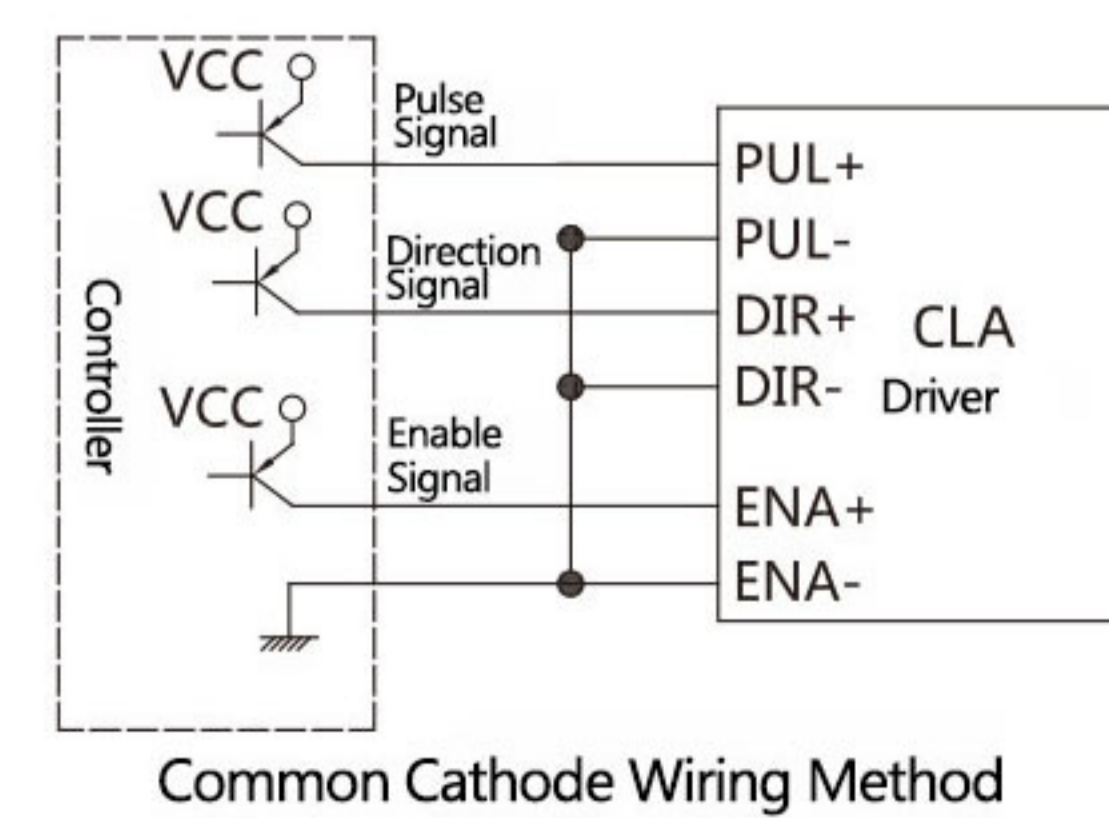 VCC
Pulse
Signal
PUL+
VCC
PUL-
Direction
Signal
Controller
DIR+
CLA
DIR-
Driver
VCC
Enable
Signal
ENA+
ENA-
Common Cathode Wiring Method